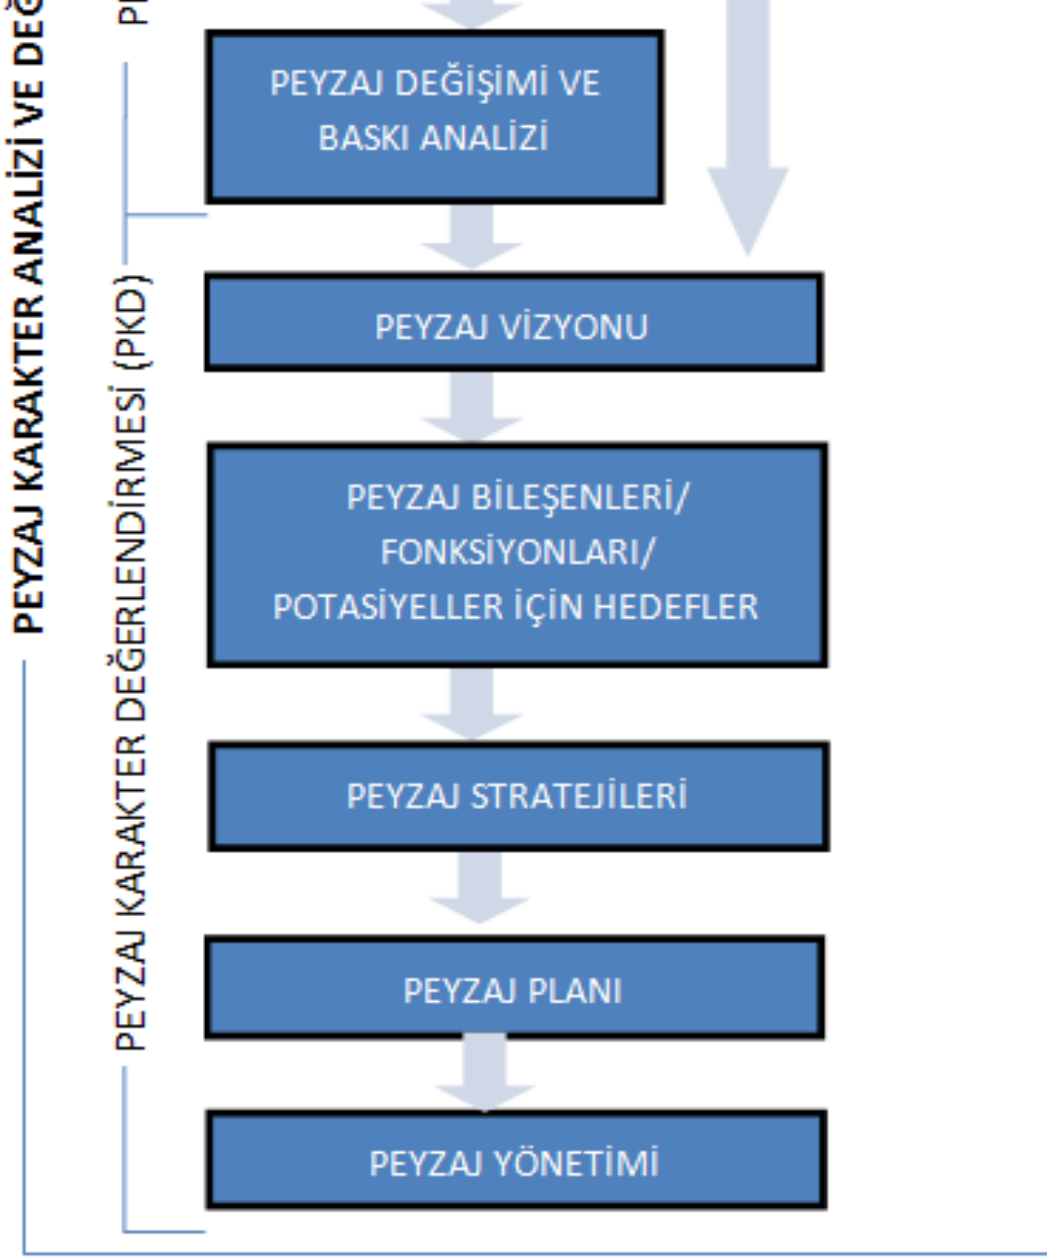 PEYZAJ DEĞİŞİMİ VE
BASKI ANALİZİ
PEYZAJ VİZYONU
PEYZAJ BİLEŞENLERİ/
FONKSİYONLARI/
POTASİYELLER İÇİN HEDEFLER
PEYZAJ STRATEJİLERİ
PEYZAJ PLANI
PEYZAJ YÖNETİMİ
PEYZAJ KARAKTER DEĞERLENDİRMESİ (PKD)
PEYZAJ KARAKTER ANALİZİ VE